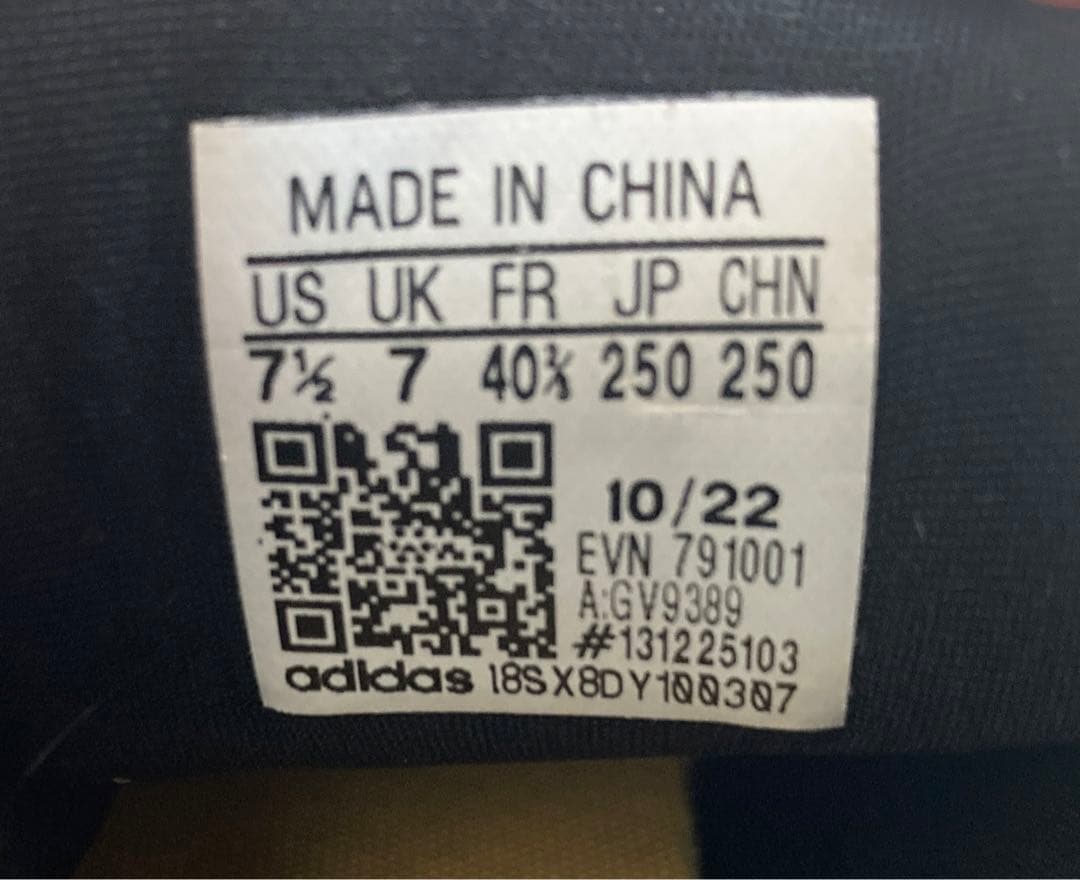 MADE IN CHINA
US UK FR JP CHN
7½ 7 40⅔ 250 250
10/22
EVN 791001
A:GV9389
#131225103
adidas 18SX8DY100307